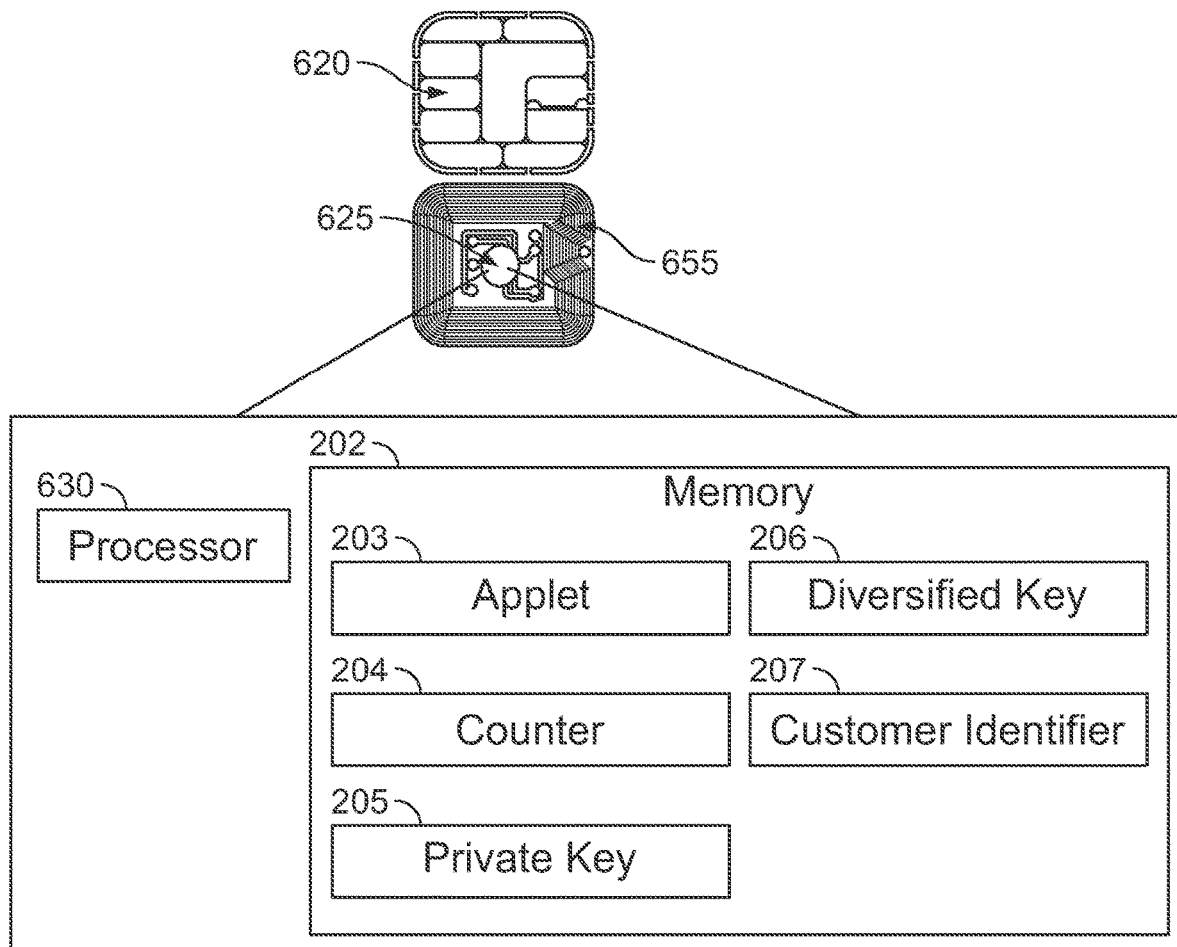 620
625
655
202
Memory
630
Processor
203
206
Applet
Diversified Key
204
207
Counter
Customer Identifier
205
Private Key